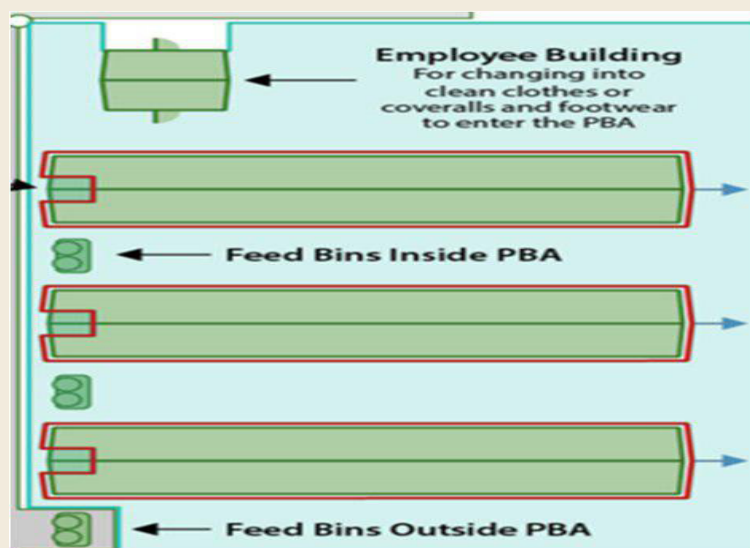 Employee Building
For changing into
clean clothes or
coveralls and footwear
to enter the PBA
Feed Bins Inside PBA
Feed Bins Outside PBA